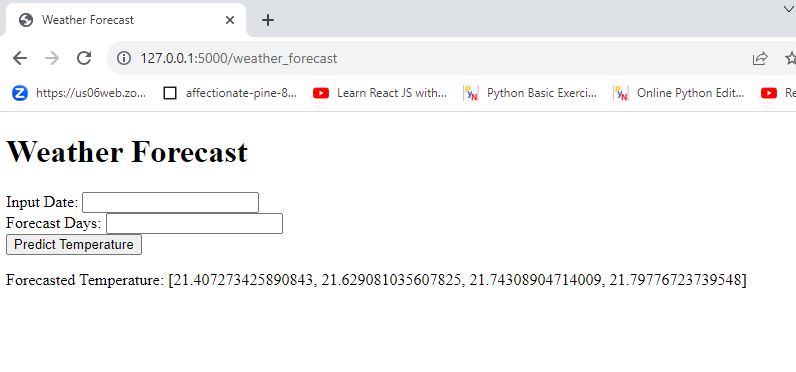 Weather Forecast
127.0.0.1:5000/weather_forecast
https://us06web.zo... affectionate-pine-8... Learn React JS with... Python Basic Exerci... Online Python Edit... Re
Weather Forecast
Input Date:
Forecast Days:
Predict Temperature
Forecasted Temperature: [21.407273425890843, 21.629081035607825, 21.74308904714009, 21.79776723739548]